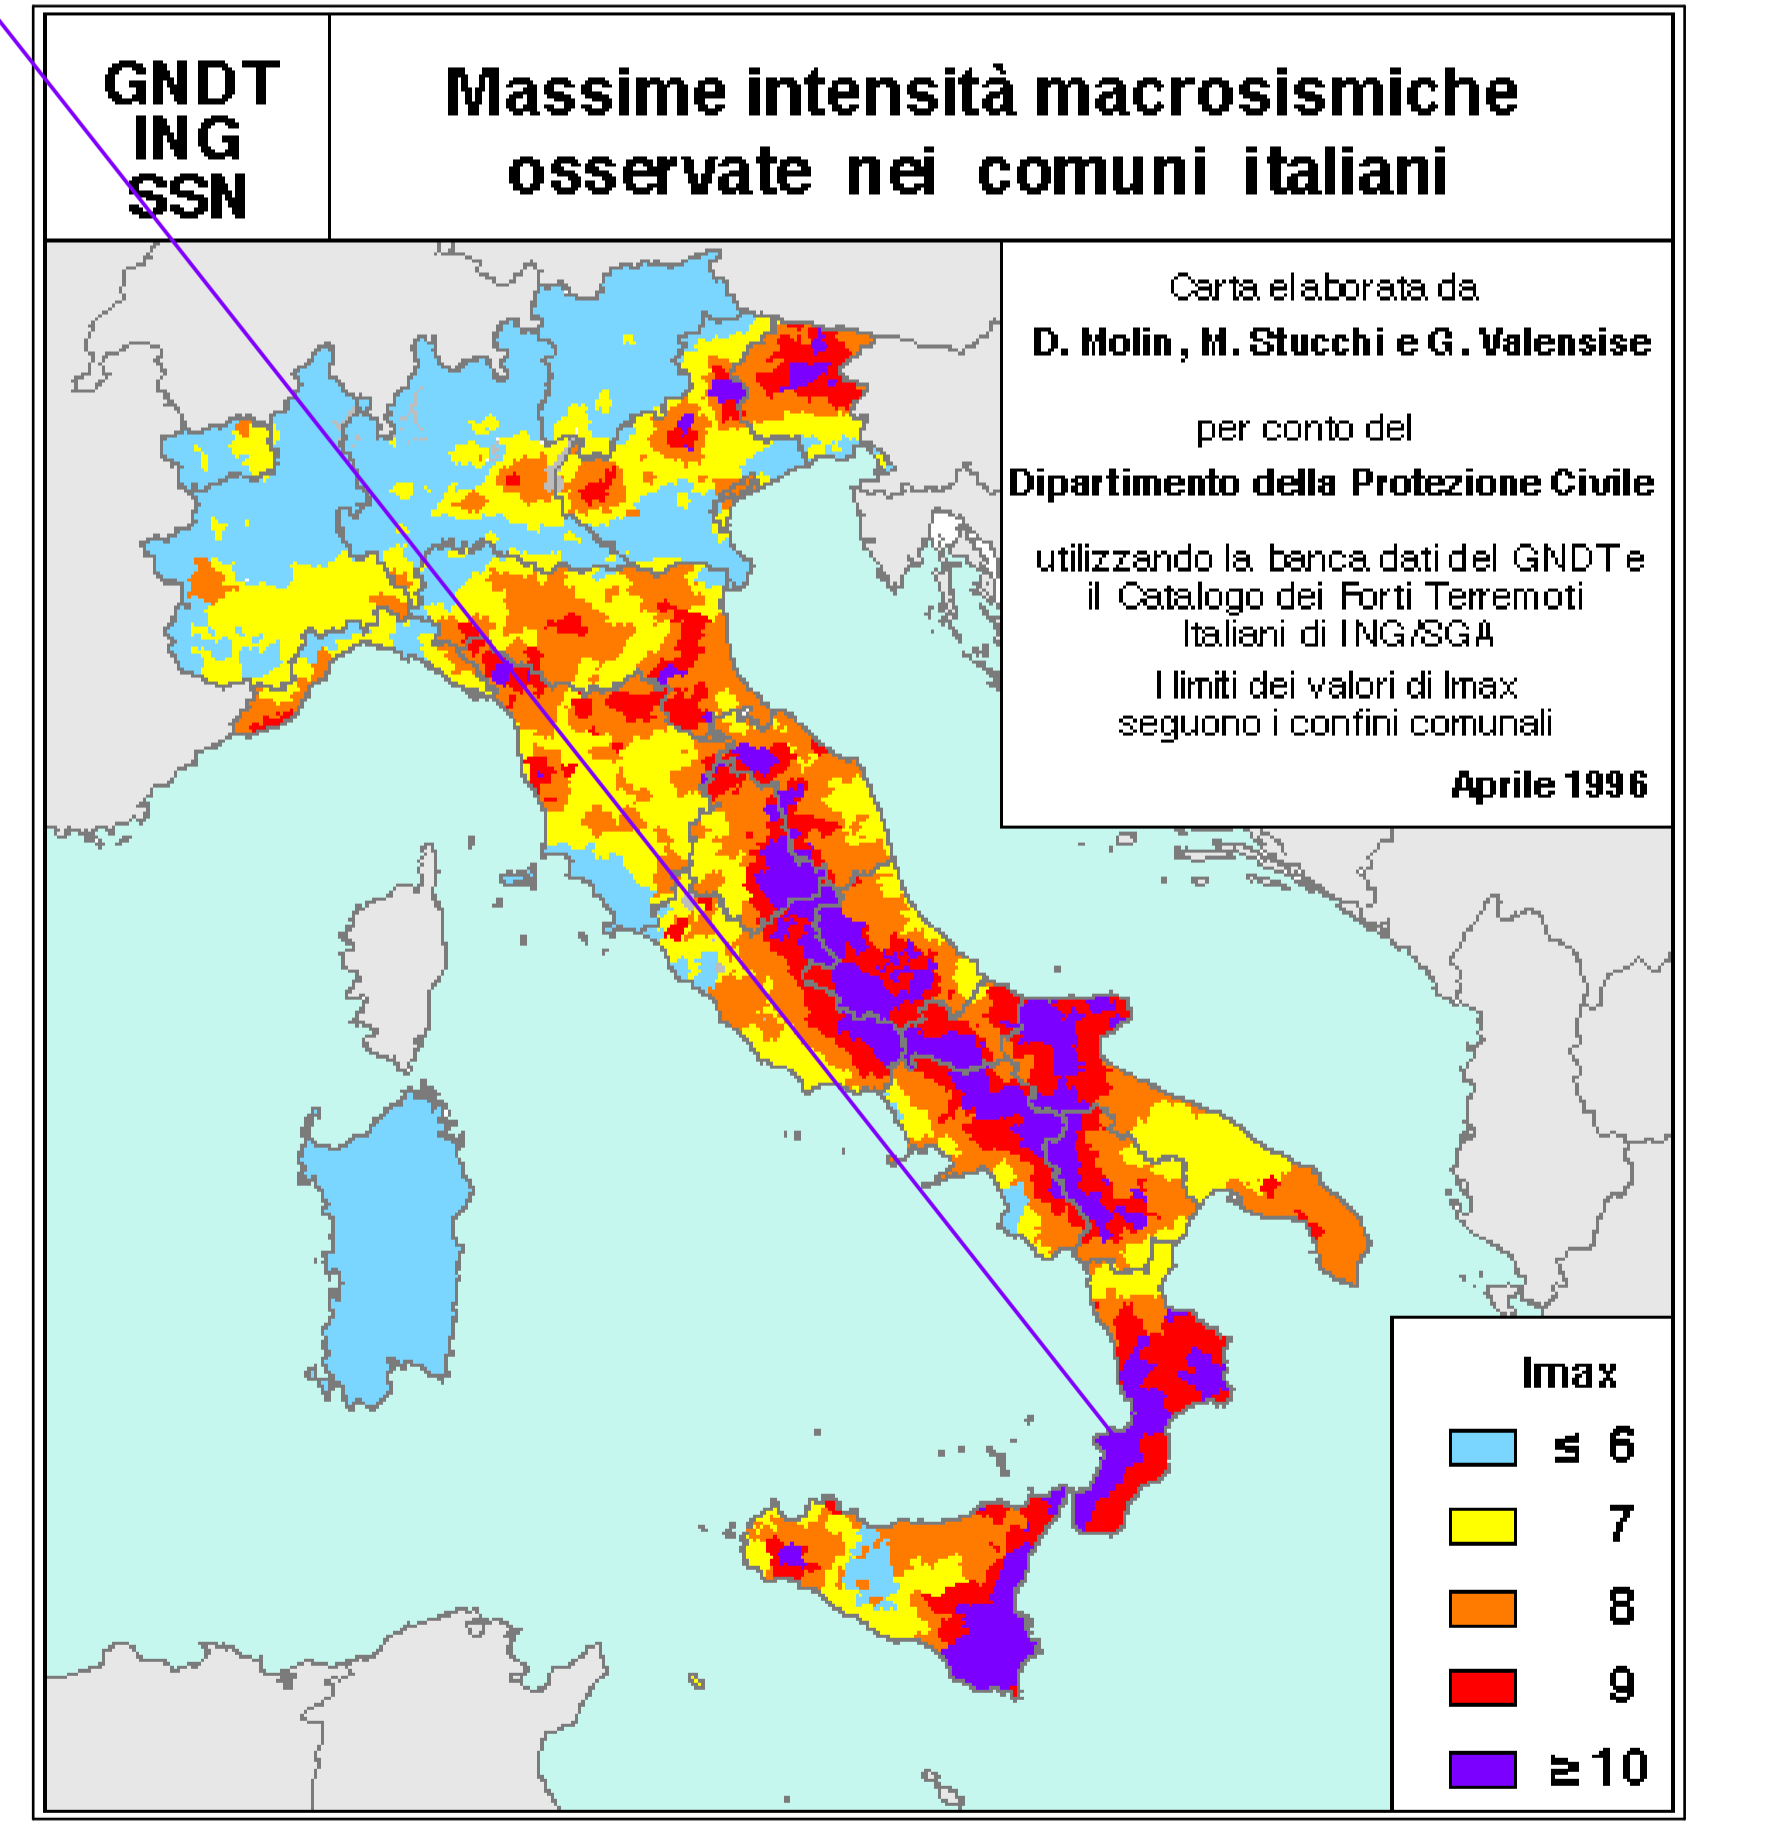 GNDT
ING
SSN
Massime intensità macrosismiche
osservate nei comuni italiani
Carta elaborata da
D. Molin, M. Stucchi e G. Valensise
per conto del
Dipartimento della Protezione Civile
utilizzando la banca dati del GNDT e
il Catalogo dei Forti Terremoti
Italiani di ING/SGA
I limiti dei valori di Imax
seguono i confini comunali
Aprile 1996
Imax
≤ 6
7
8
9
≥ 10